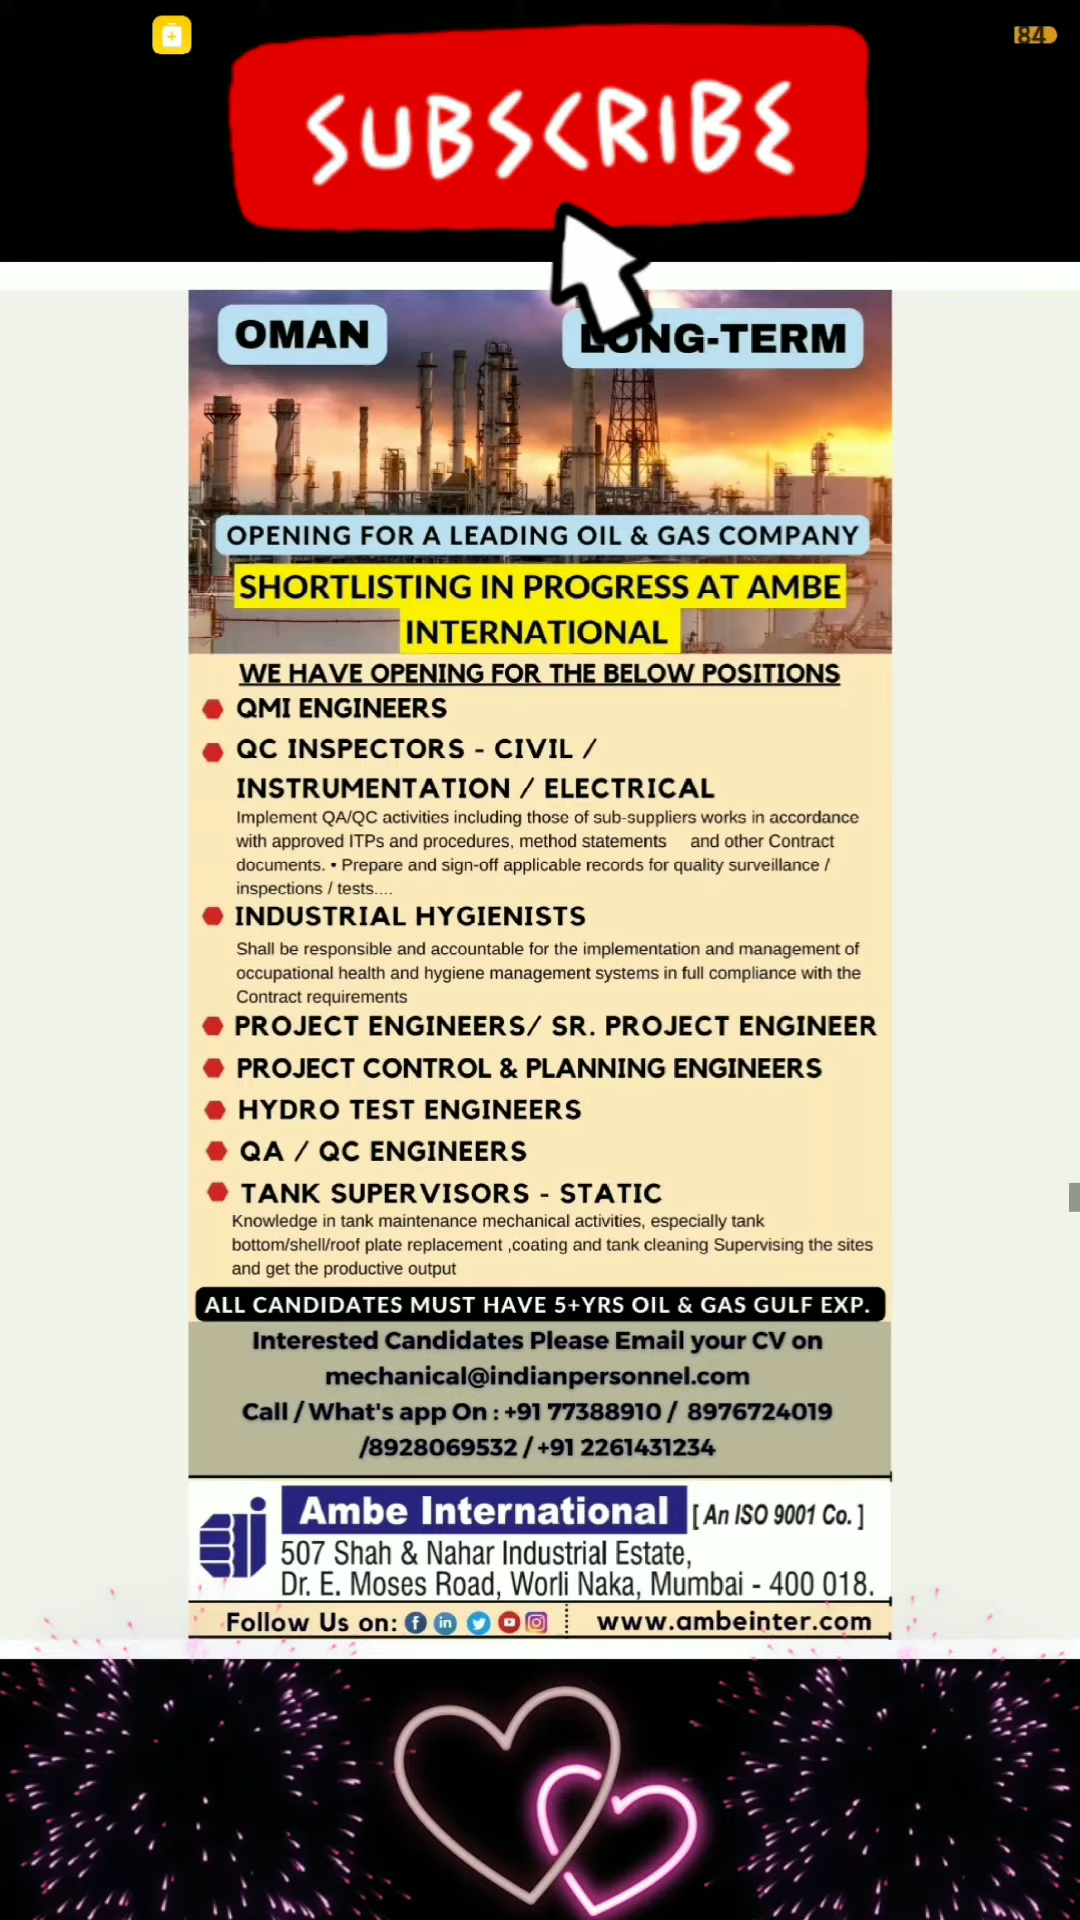 84
SUBSCRIBE
OMAN
LONG-TERM
OPENING FOR A LEADING OIL & GAS COMPANY
SHORTLISTING IN PROGRESS AT AMBE
INTERNATIONAL
WE HAVE OPENING FOR THE BELOW POSITIONS
QMI ENGINEERS
QC INSPECTORS - CIVIL /
INSTRUMENTATION / ELECTRICAL
Implement QA/QC activities including those of sub-suppliers works in accordance
with approved ITPs and procedures, method statements and other Contract
documents. • Prepare and sign-off applicable records for quality surveillance /
inspections / tests....
INDUSTRIAL HYGIENISTS
Shall be responsible and accountable for the implementation and management of
occupational health and hygiene management systems in full compliance with the
Contract requirements
PROJECT ENGINEERS/ SR. PROJECT ENGINEER
PROJECT CONTROL & PLANNING ENGINEERS
HYDRO TEST ENGINEERS
QA / QC ENGINEERS
TANK SUPERVISORS - STATIC
Knowledge in tank maintenance mechanical activities, especially tank
bottom/shell/roof plate replacement ,coating and tank cleaning Supervising the sites
and get the productive output
ALL CANDIDATES MUST HAVE 5+YRS OIL & GAS GULF EXP.
Interested Candidates Please Email your CV on
mechanical@indianpersonnel.com
Call / What's app On : +91 77388910 / 8976724019
/8928069532 / +91 2261431234
Ambe International [ An ISO 9001 Co. ]
507 Shah & Nahar Industrial Estate,
Dr. E. Moses Road, Worli Naka, Mumbai - 400 018.
Follow Us on: www.ambeinter.com